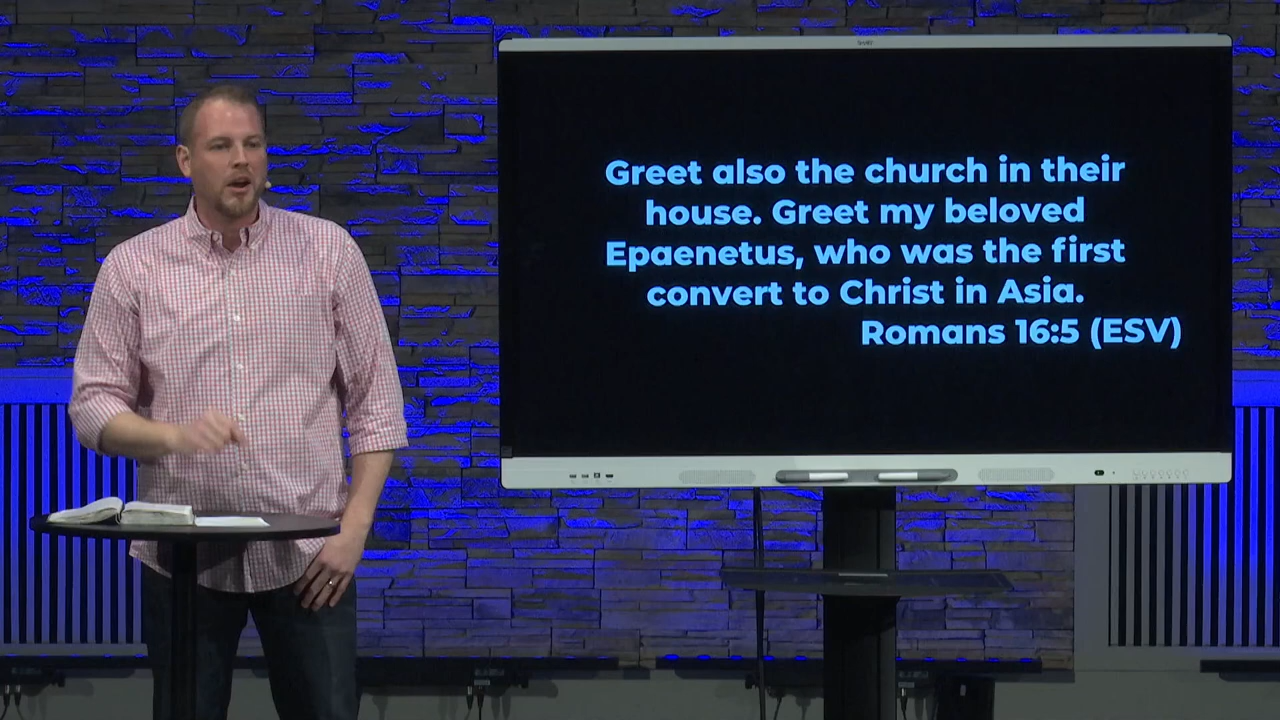 Greet also the church in their
house. Greet my beloved
Epaenetus, who was the first
convert to Christ in Asia.
Romans 16:5 (ESV)